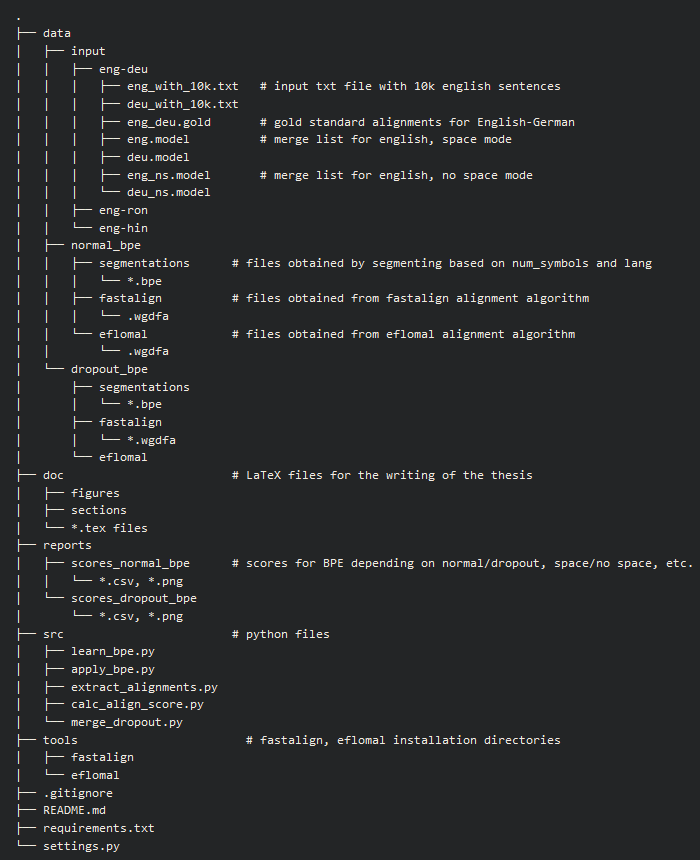 .
├── data
│   ├── input
│   │   ├── eng-deu
│   │   │   ├── eng_with_10k.txt   # input txt file with 10k english sentences
│   │   │   ├── deu_with_10k.txt
│   │   │   ├── eng_deu.gold       # gold standard alignments for English-German
│   │   │   ├── eng.model          # merge list for english, space mode
│   │   │   ├── deu.model
│   │   │   ├── eng_ns.model       # merge list for english, no space mode
│   │   │   └── deu_ns.model
│   │   ├── eng-ron
│   │   └── eng-hin
│   ├── normal_bpe
│   │   ├── segmentations      # files obtained by segmenting based on num_symbols and lang
│   │   │   └── *.bpe
│   │   ├── fastalign          # files obtained from fastalign alignment algorithm
│   │   │   └── .wgdfa
│   │   └── eflomal            # files obtained from eflomal alignment algorithm
│   │       └── .wgdfa
│   └── dropout_bpe
│       ├── segmentations
│       │   └── *.bpe
│       ├── fastalign
│       │   └── *.wgdfa
│       └── eflomal
├── doc                        # LaTeX files for the writing of the thesis
│   ├── figures
│   ├── sections
│   └── *.tex files
├── reports
│   ├── scores_normal_bpe      # scores for BPE depending on normal/dropout, space/no space, etc.
│   │   └── *.csv, *.png
│   └── scores_dropout_bpe
│       └── *.csv, *.png
├── src                        # python files
│   ├── learn_bpe.py
│   ├── apply_bpe.py
│   ├── extract_alignments.py
│   ├── calc_align_score.py
│   └── merge_dropout.py
├── tools                        # fastalign, eflomal installation directories
│   ├── fastalign
│   └── eflomal
├── .gitignore
├── README.md
├── requirements.txt
└── settings.py